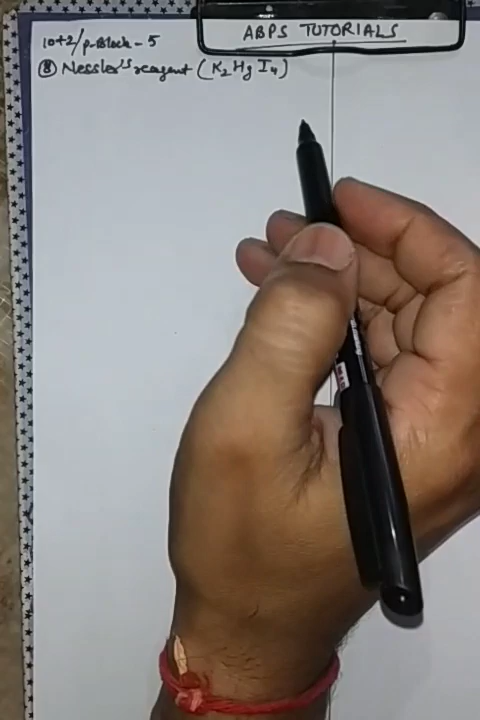 ABPS TUTORIALS
10+2/p-Block-5
⑧ Nessler's reagent (K2HgI4)